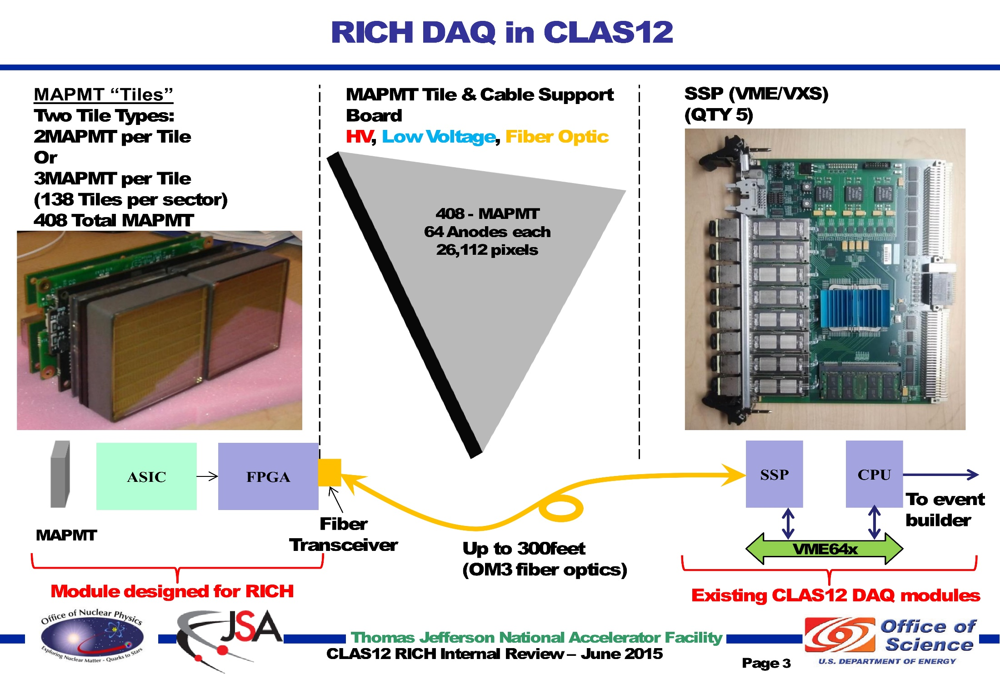 RICH DAQ in CLAS12
MAPMT “Tiles”
Two Tile Types:
2MAPMT per Tile
Or
3MAPMT per Tile
(138 Tiles per sector)
408 Total MAPMT
MAPMT Tile & Cable Support
Board
HV, Low Voltage, Fiber Optic
408 - MAPMT
64 Anodes each
26,112 pixels
SSP (VME/VXS)
(QTY 5)
ASIC
FPGA
MAPMT
Fiber
Transceiver
Up to 300feet
(OM3 fiber optics)
SSP
CPU
To event
builder
VME64x
Module designed for RICH
Existing CLAS12 DAQ modules
Office of Nuclear Physics
Exploring Nuclear Matter - Quarks to Stars
JSA
Thomas Jefferson National Accelerator Facility
CLAS12 RICH Internal Review – June 2015
Page 3
Office of
Science
U.S. DEPARTMENT OF ENERGY